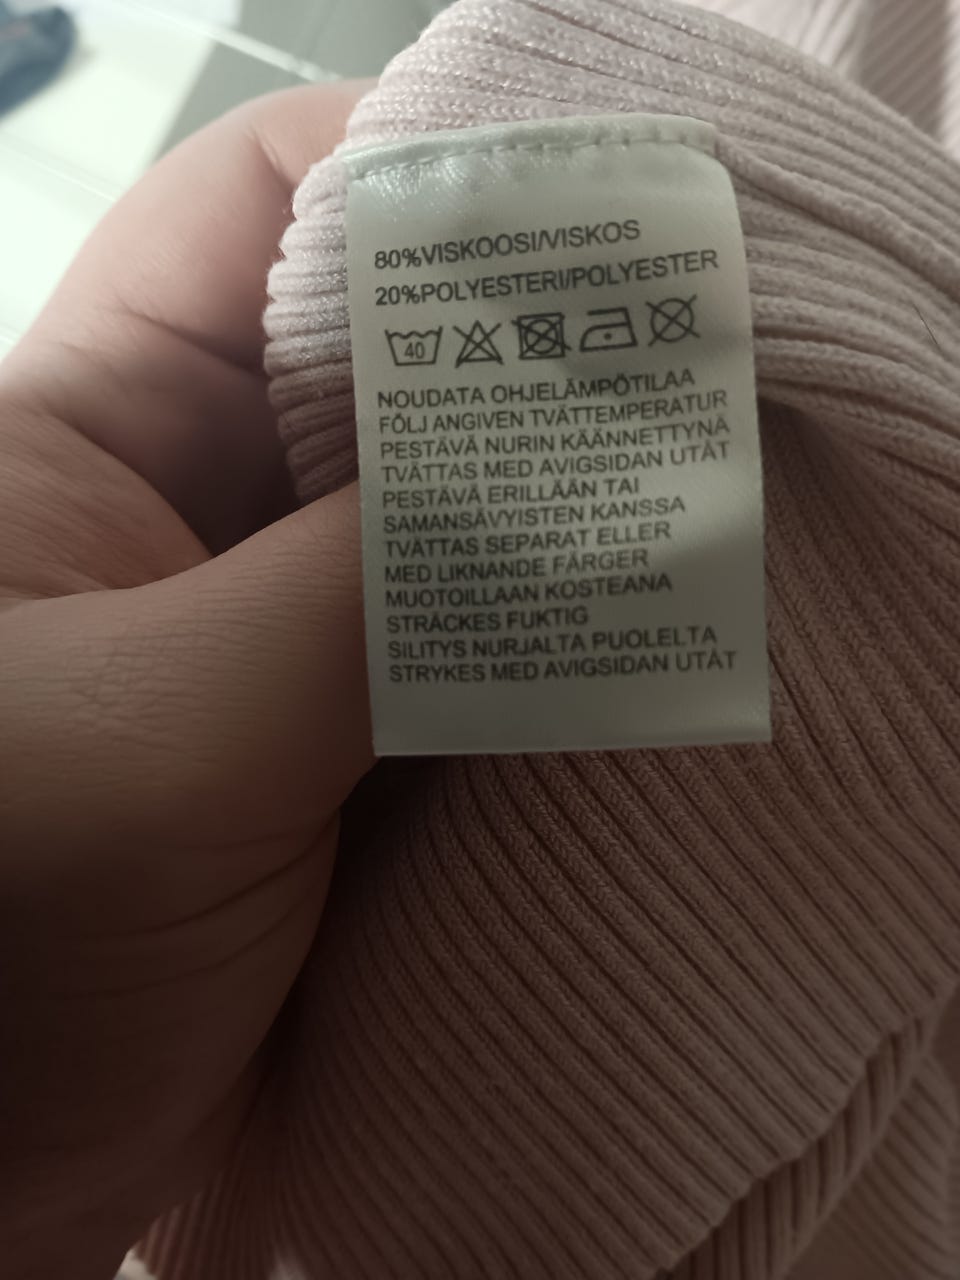 80%VISKOOSI/VISKOS
20%POLYESTERI/POLYESTER
40
NOUDATA OHJELÄMPÖTILAA
FÖLJ ANGIVEN TVÄTTEMPERATUR
PESTÄVÄ NURIN KÄÄNNETTYNÄ
TVÄTTAS MED AVIGSIDAN UTÅT
PESTÄVÄ ERILLÄÄN TAI
SAMANSÄVYISTEN KANSSA
TVÄTTAS SEPARAT ELLER
MED LIKNANDE FÄRGER
MUOTOILLAAN KOSTEANA
STRÄCKES FUKTIG
SILITYS NURJALTA PUOLELTA
STRYKES MED AVIGSIDAN UTÅT